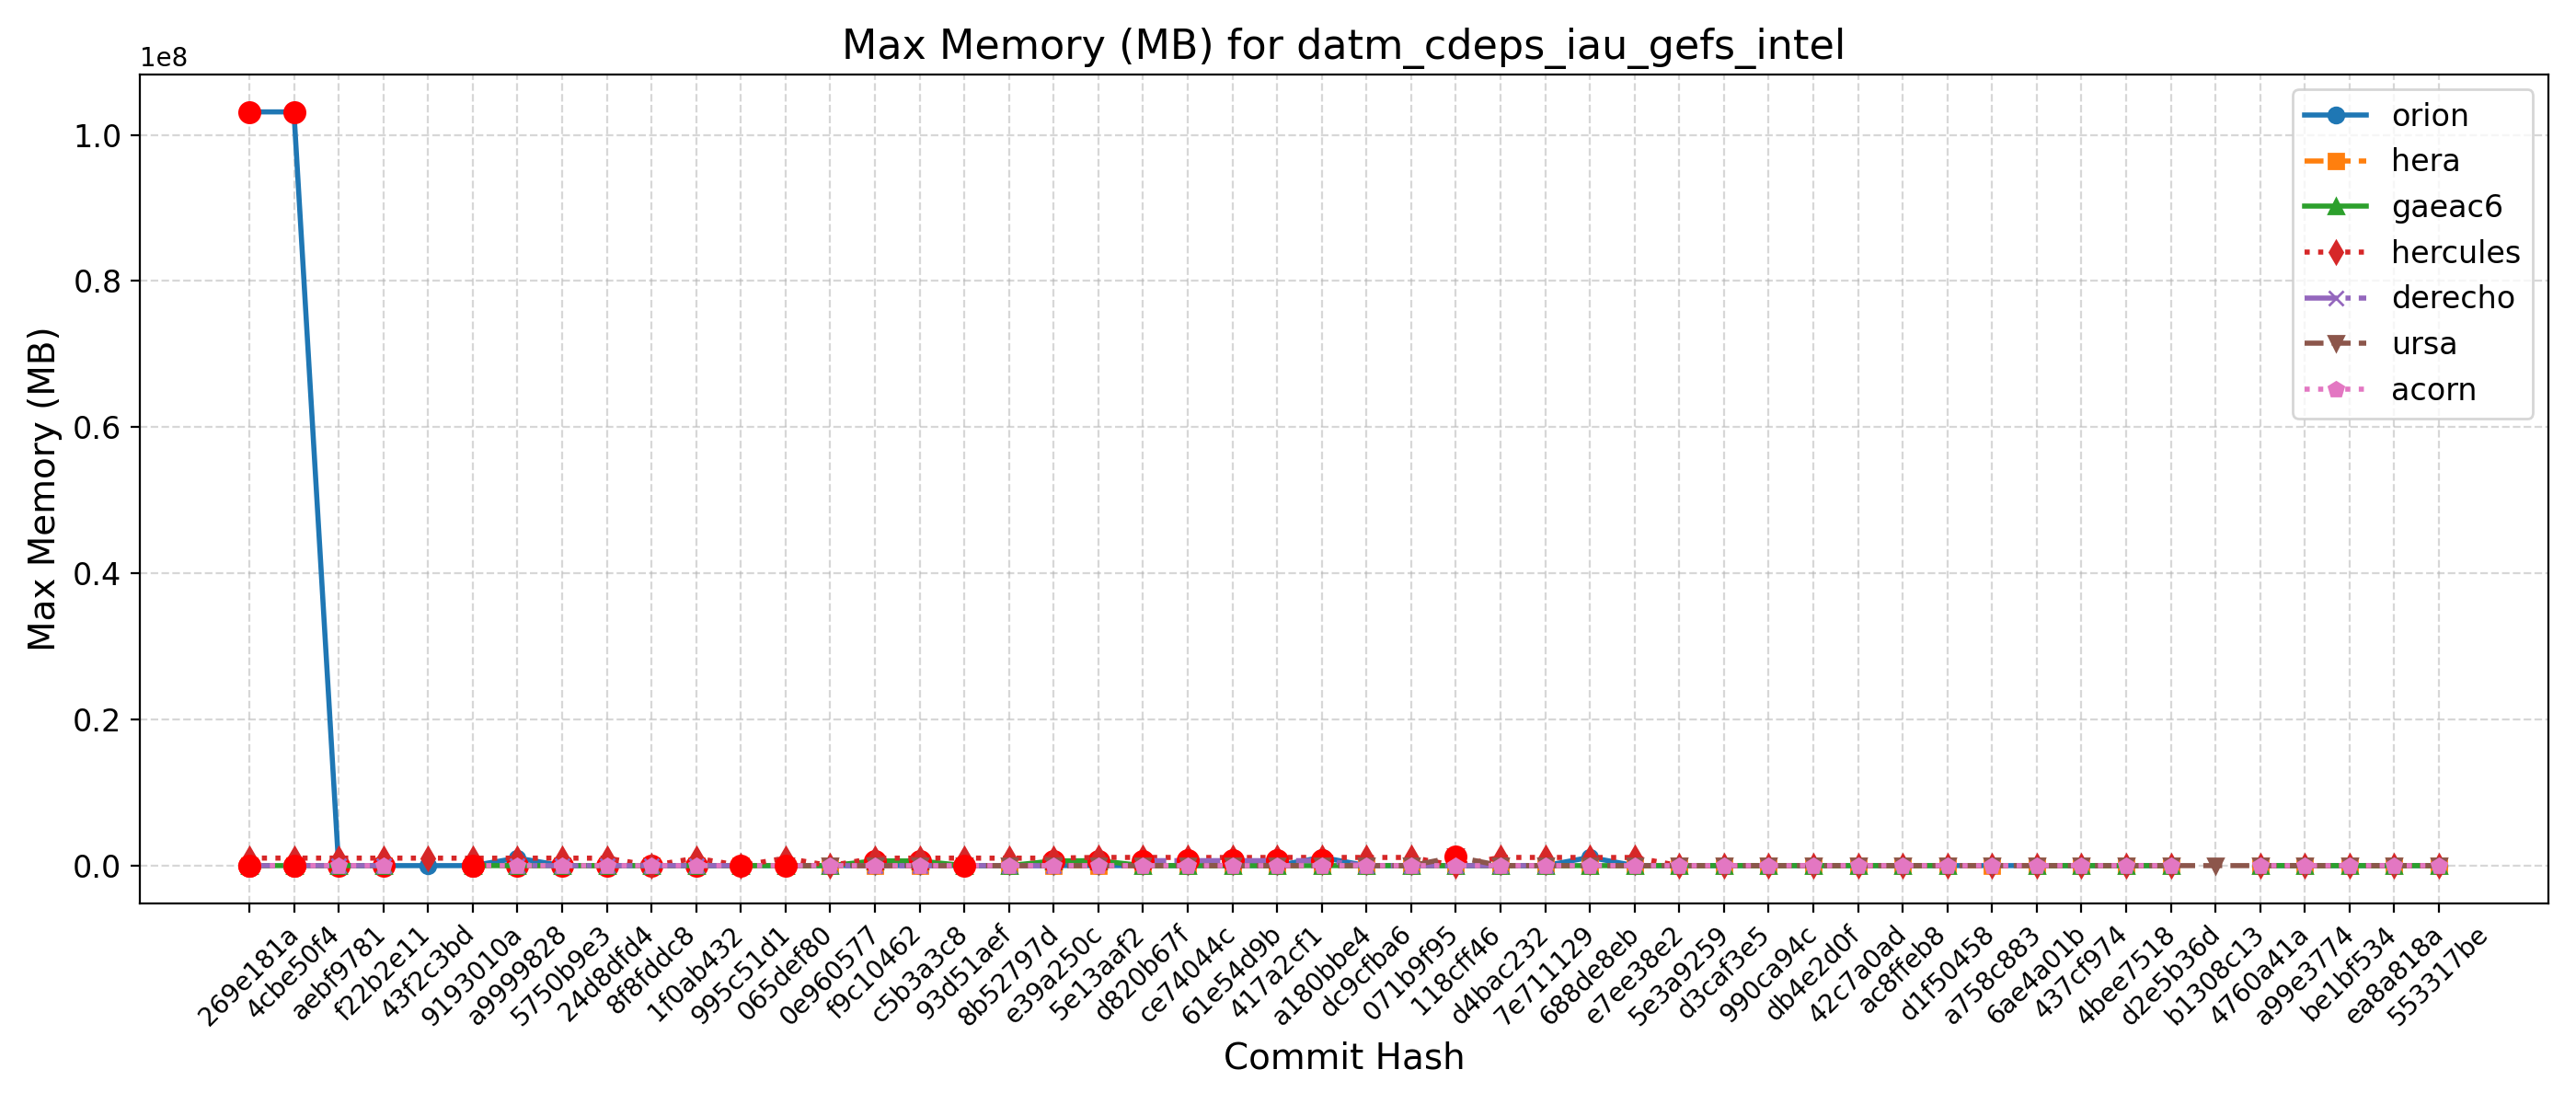 Max Memory (MB) for datm_cdeps_iau_gefs_intel
1e8
1.0
0.8
0.6
0.4
0.2
0.0
Max Memory (MB)
orion
hera
gaeac6
hercules
derecho
ursa
acorn
269e181a
4cbe50f4
aebf9781
f22b2e11
43f2c3bd
9193010a
a9999828
5750b9e3
24d8dfd4
8f8fddc8
1f0ab432
995c51d1
065def80
0e960577
f9c10462
c5b3a3c8
93d51aef
8b52797d
e39a250c
5e13aaf2
d820b67f
ce74044c
61e54d9b
417a2cf1
a180bbe4
dc9cfba6
071b9f95
118cff46
d4bac232
7e711129
688de8eb
e7ee38e2
5e3a9259
d3caf3e5
990ca94c
db4e2d0f
42c7a0ad
ac8ffeb8
d1f50458
a758c883
6ae4a01b
437cf974
4bee7518
d2e5b36d
b1308c13
4760a41a
a99e3774
be1bf534
ea8a818a
553317be
Commit Hash